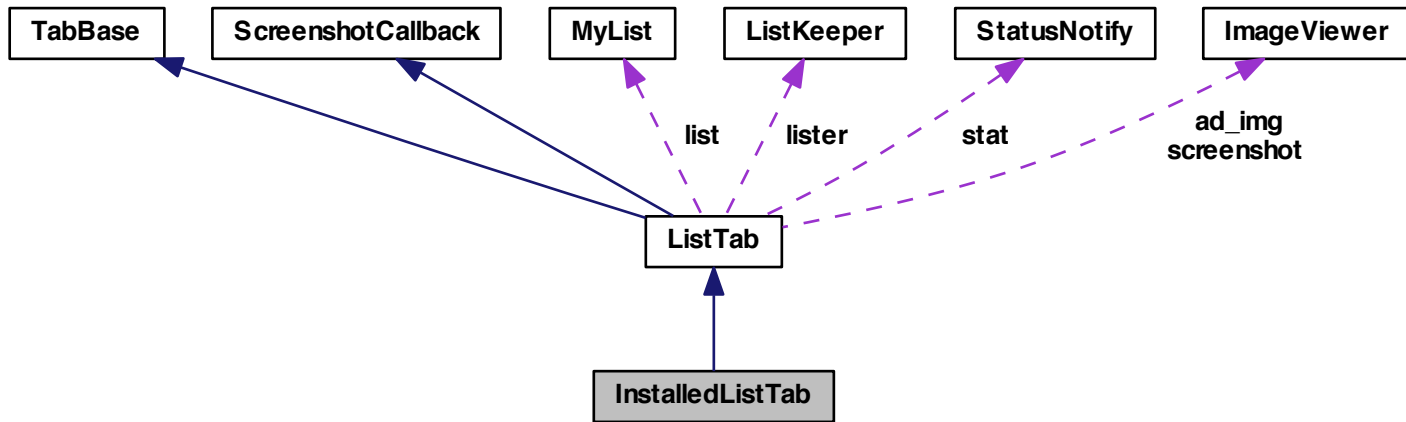 TabBase
ScreenshotCallback
MyList
ListKeeper
StatusNotify
ImageViewer
list
lister
stat
ad_img
screenshot
ListTab
InstalledListTab